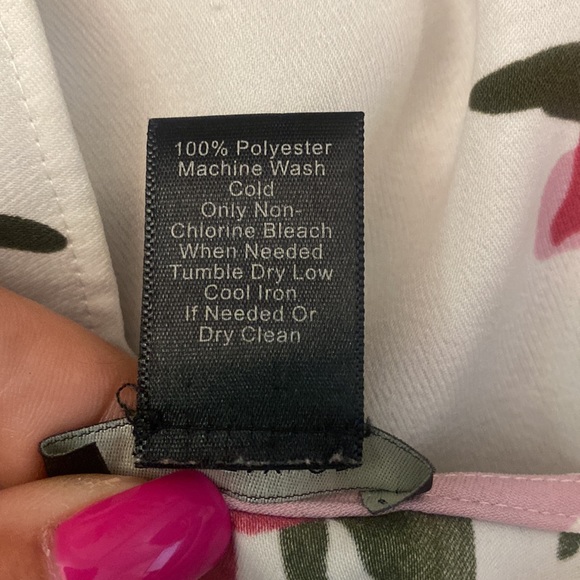 100% Polyester
Machine Wash
Cold
Only Non-
Chlorine Bleach
When Needed
Tumble Dry Low
Cool Iron
If Needed Or
Dry Clean